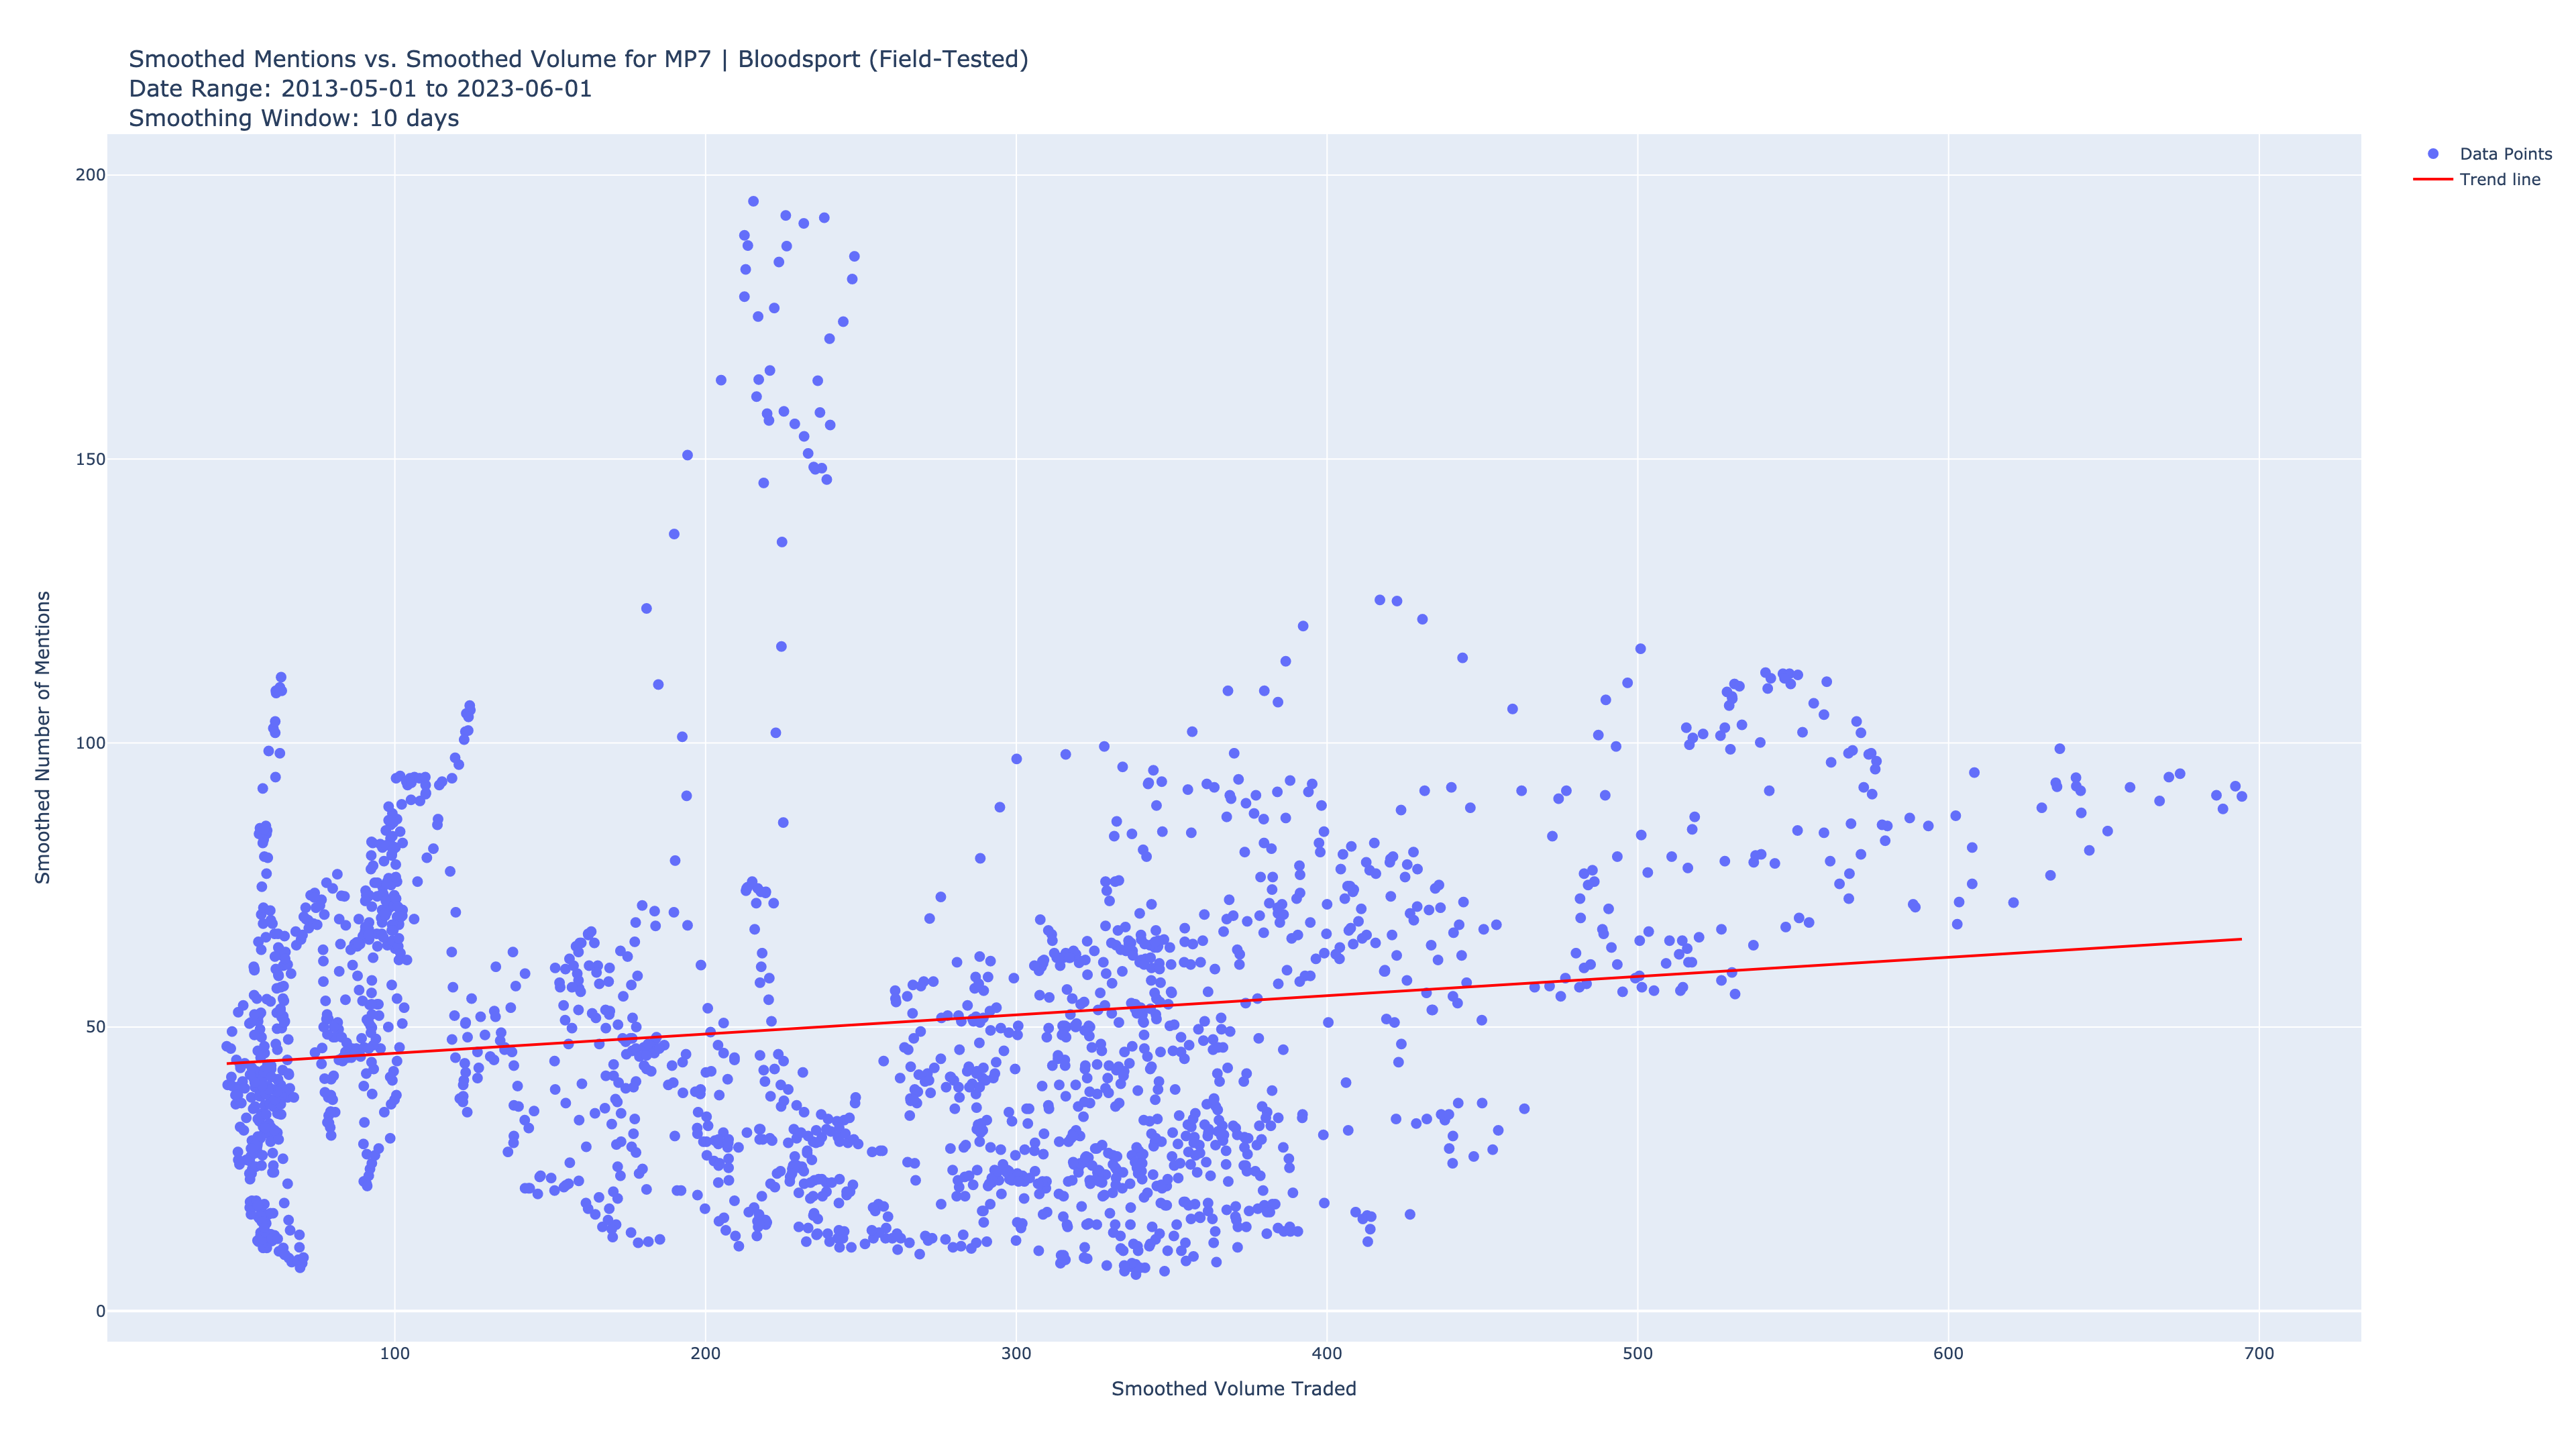 Smoothed Mentions vs. Smoothed Volume for MP7 | Bloodsport (Field-Tested)
Date Range: 2013-05-01 to 2023-06-01
Smoothing Window: 10 days
Data Points
Trend line
200
150
100
50
0
Smoothed Number of Mentions
100
200
300
400
500
600
700
Smoothed Volume Traded